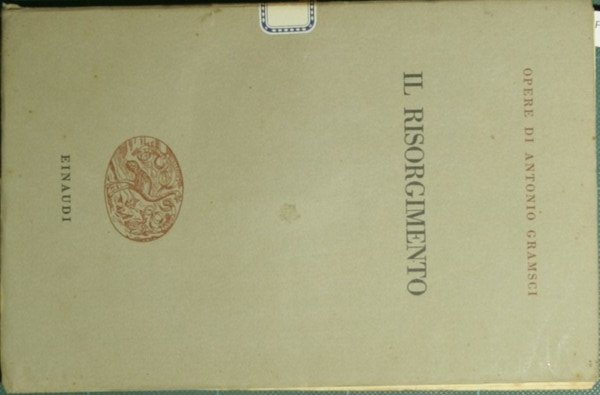 OPERE DI ANTONIO GRAMSCI
IL RISORGIMENTO
EINAUDI